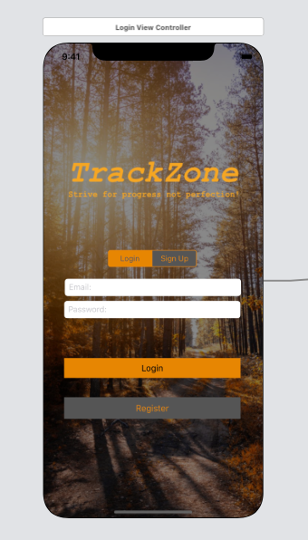 Login View Controller
9:41
TrackZone
Strive for progress not perfection!
Login Sign Up
Email:
Password:
Login
Register